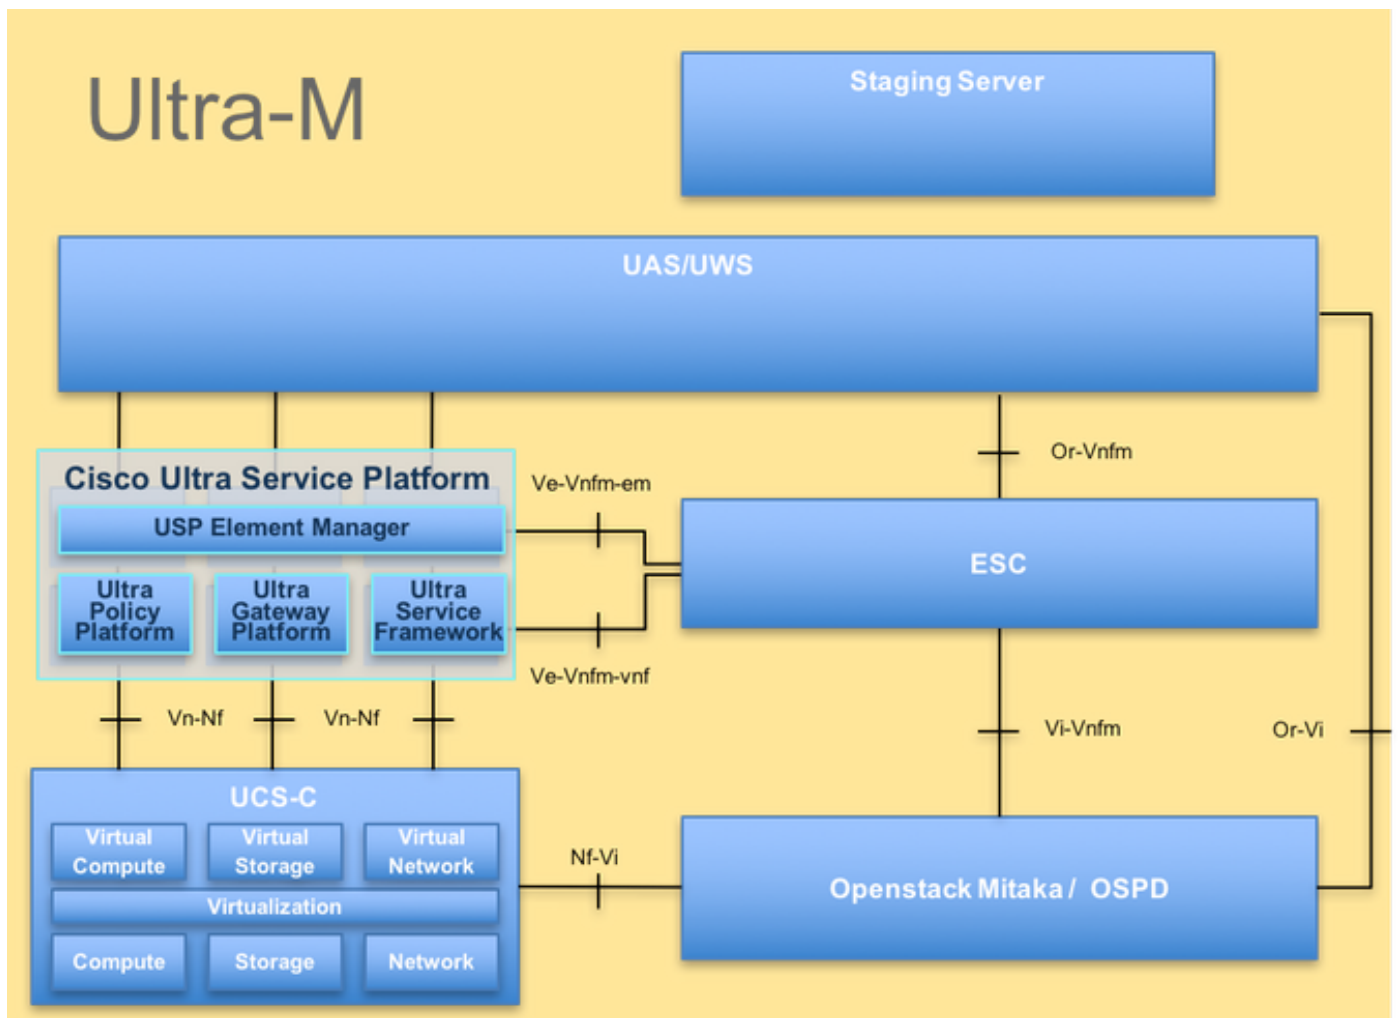 Ultra-M
Staging Server
UAS/UWS
Or-Vnfm
Cisco Ultra Service Platform
Ve-Vnfm-em
USP Element Manager
ESC
Ultra
Policy
Platform
Ultra
Gateway
Platform
Ultra
Service
Framework
Ve-Vnfm-vnf
Vn-Nf
Vn-Nf
Vi-Vnfm
Or-Vi
UCS-C
Virtual
Compute
Virtual
Storage
Virtual
Network
Nf-Vi
Openstack Mitaka / OSPD
Virtualization
Compute
Storage
Network